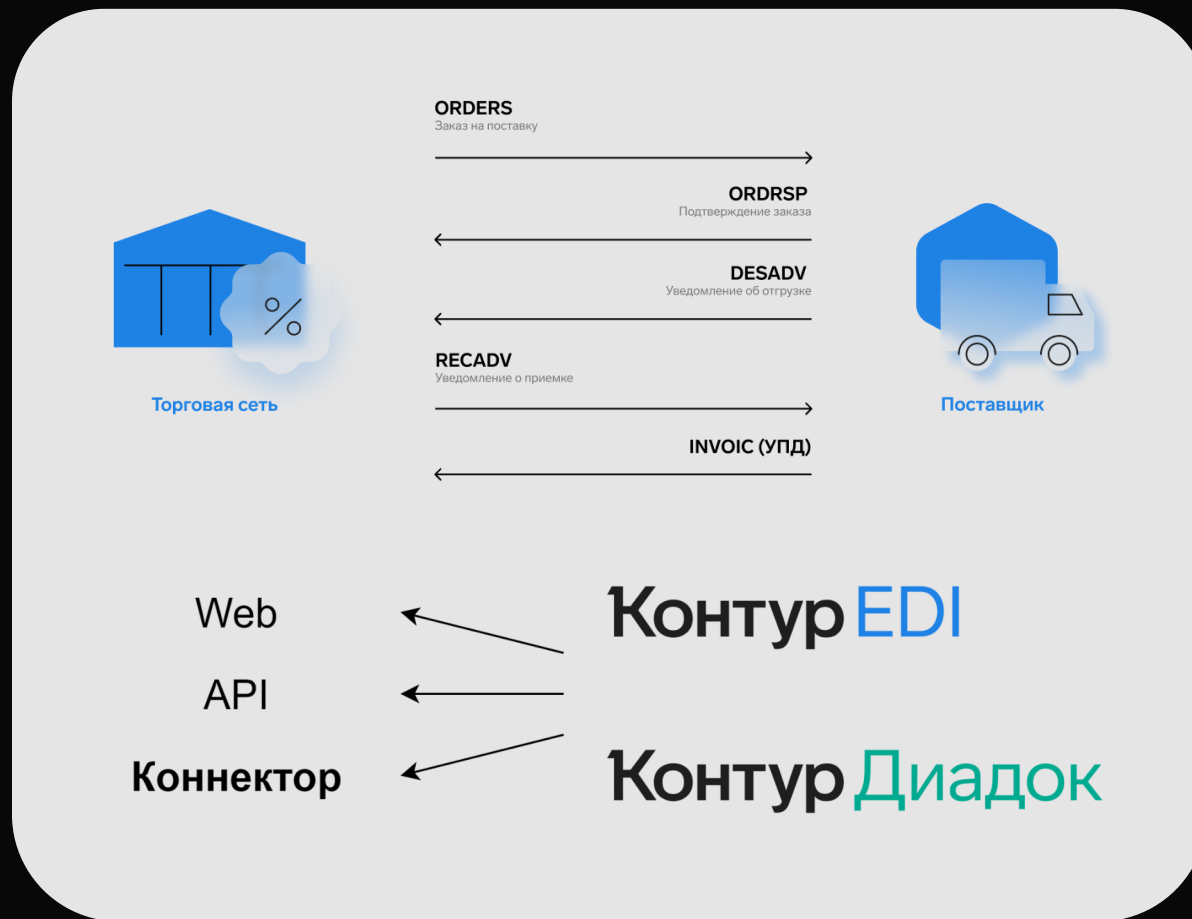 ORDERS
Заказ на поставку
ORDRSP
Подтверждение заказа
DESADV
Уведомление об отгрузке
RECADV
Уведомление о приемке
INVOIC (УПД)
Торговая сеть
Поставщик
Web
API
Коннектор
Контур EDI
Контур Диадок